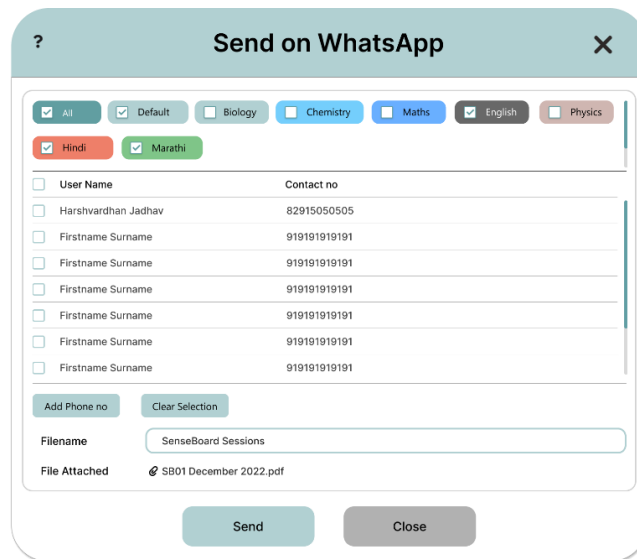 ? Send on WhatsApp
All Default Biology Chemistry Maths English Physics
Hindi Marathi
User Name Contact no
Harshvardhan Jadhav 82915050505
Firstname Surname 919191919191
Firstname Surname 919191919191
Firstname Surname 919191919191
Firstname Surname 919191919191
Firstname Surname 919191919191
Firstname Surname 919191919191
Add Phone no Clear Selection
Filename SenseBoard Sessions
File Attached SB01 December 2022.pdf
Send Close